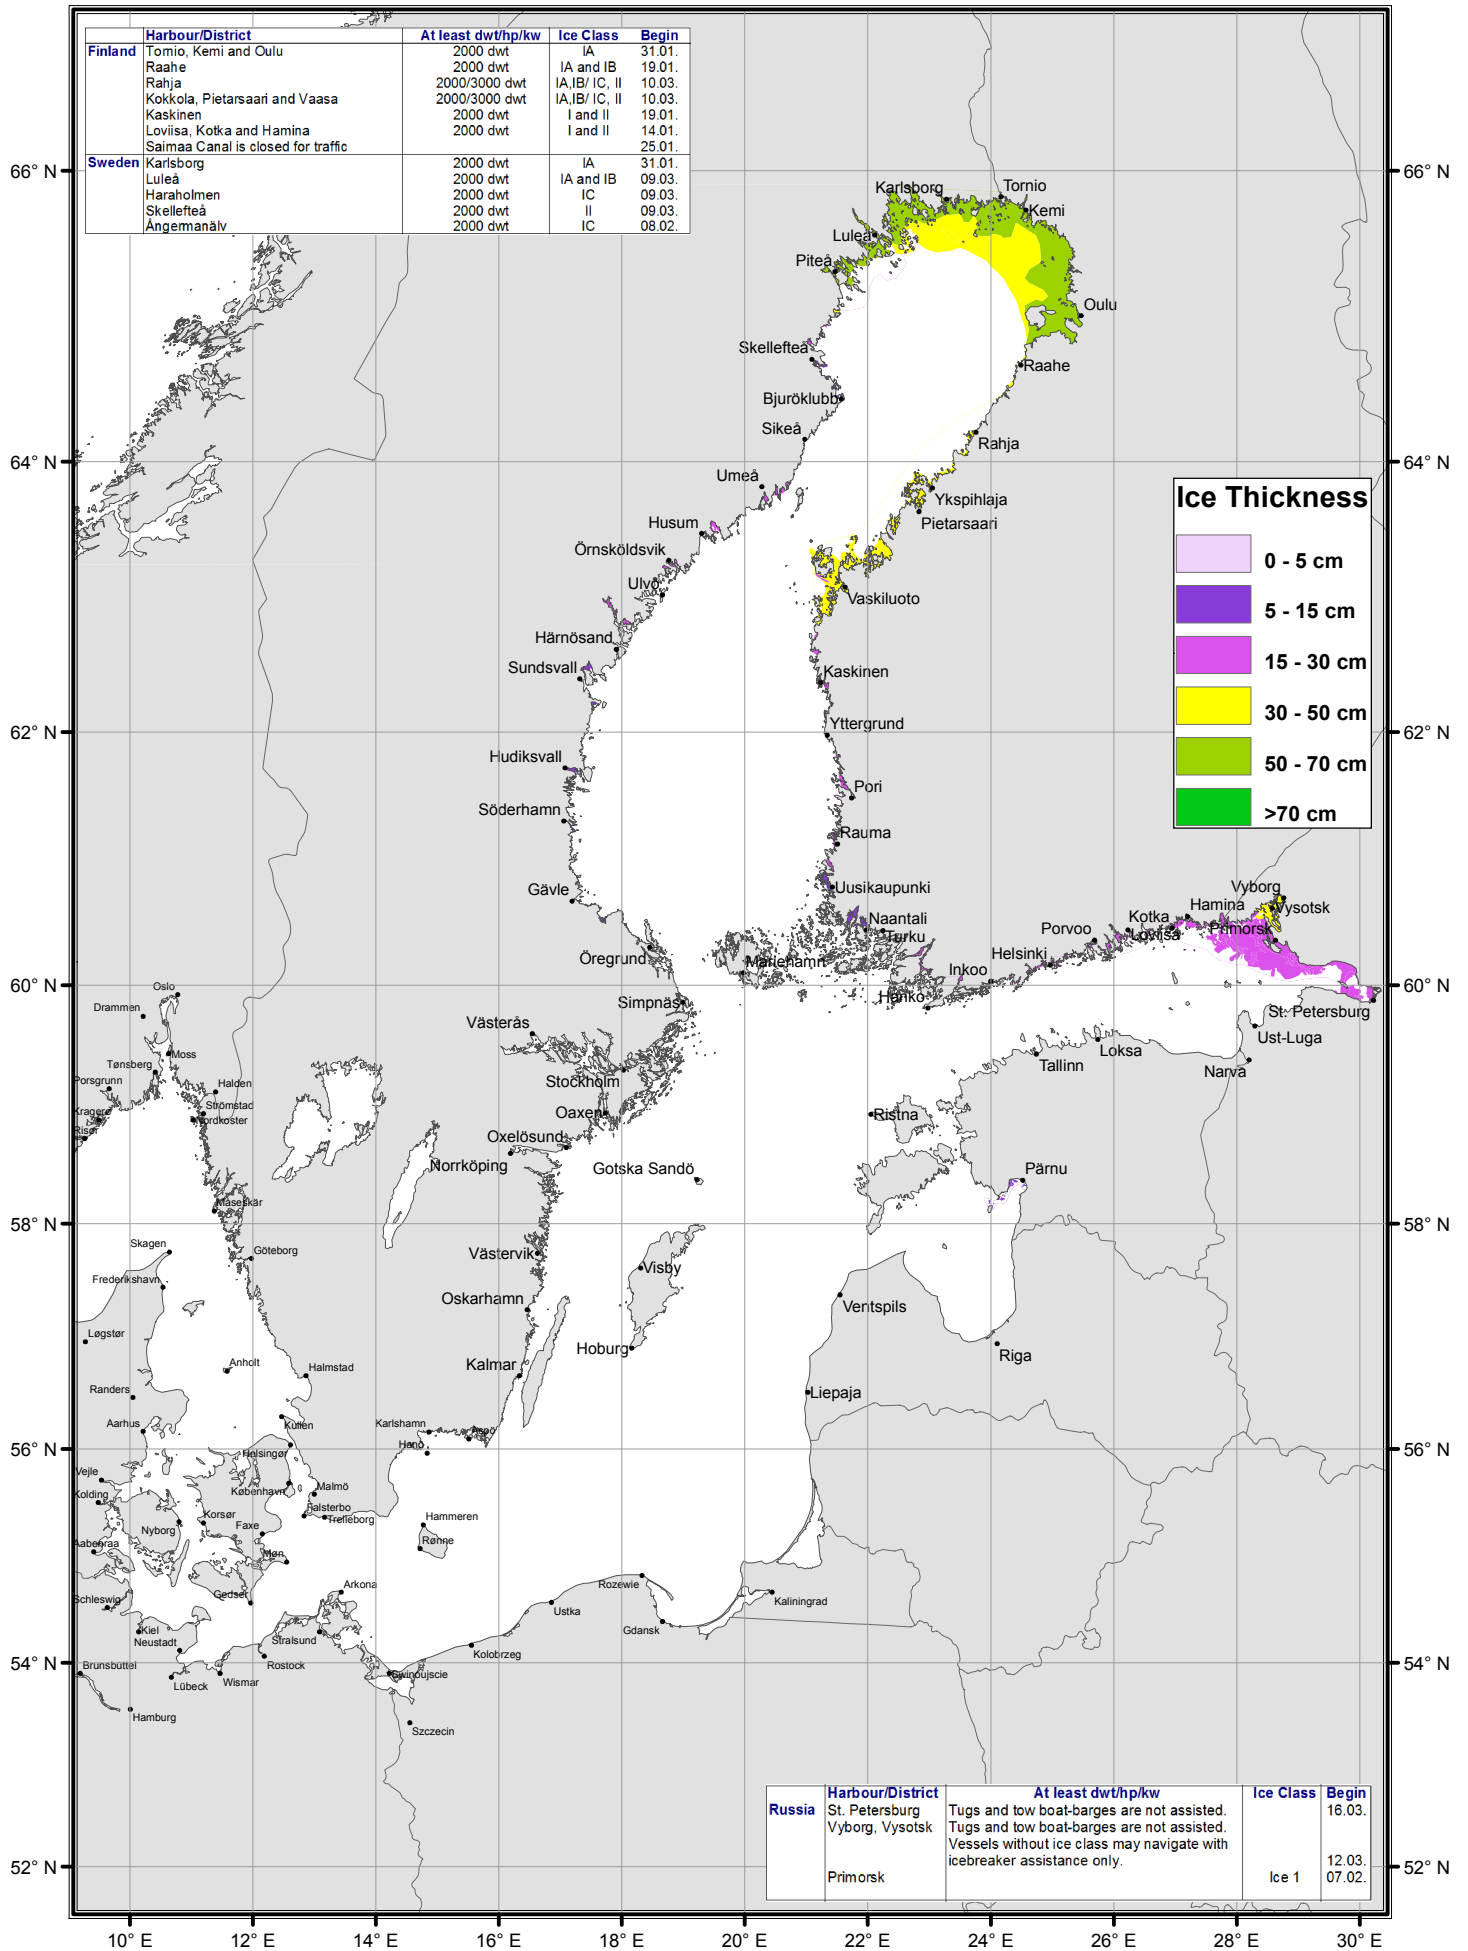 Harbour/District At least dwt/hp/kw Ice Class Begin
Finland Tornio, Kemi and Oulu 2000 dwt IA 31.01.
Raahe 2000 dwt IA and IB 19.01.
Rahja 2000/3000 dwt IA,IB/ IC, II 10.03.
Kokkola, Pietarsaari and Vaasa 2000/3000 dwt IA,IB/ IC, II 10.03.
Kaskinen 2000 dwt I and II 19.01.
Loviisa, Kotka and Hamina 2000 dwt I and II 14.01.
Saimaa Canal is closed for traffic 25.01.
Sweden Karlsborg 2000 dwt IA 31.01.
Luleå 2000 dwt IA and IB 09.03.
Haraholmen 2000 dwt IC 09.03.
Skellefteå 2000 dwt II 09.03.
Ångermanälv 2000 dwt IC 08.02.
66° N 66° N
Karlsborg Tornio
Kemi
Luleå
Piteå
Oulu
Skellefteå
Raahe
Bjuröklubb
Sikeå
Rahja
64° N 64° N
Umeå
Ykspihlaja
Pietarsaari
Husum
Örnsköldsvik
Ulvö
Vaskiluoto
Härnösand
Sundsvall
Kaskinen
Yttergrund
62° N 62° N
Hudiksvall
Pori
Söderhamn
Rauma
Gävle
Uusikaupunki
Naantali
Turku
Öregrund
Mariehamn
Simpnäs
Hanko
Inkoo
Helsinki
Porvoo
Lovisa
Kotka
Hamina
Primorsk
Vyborg
Vysotsk
Ice Thickness
0 - 5 cm
5 - 15 cm
15 - 30 cm
30 - 50 cm
50 - 70 cm
>70 cm
60° N 60° N
St. Petersburg
Ust-Luga
Narva
Loksa
Tallinn
Oslo
Drammen
Moss
Tønsberg
Porsgrunn
Halden
Kragerø
Strömstad
Nordkoster
Risør
Västerås
Stockholm
Oaxen
Oxelösund
Norrköping
Gotska Sandö
Ristna
Pärnu
Måseskär
58° N 58° N
Skagen
Göteborg
Frederikshavn
Västervik
Visby
Oskarhamn
Ventspils
Løgstør
Hoburg
Riga
Anholt
Halmstad
Kalmar
Randers
Liepaja
Aarhus
Kullen
Karlshamn
Aspö
Hanö
56° N 56° N
Helsingør
Vejle
København
Malmö
Kolding
Falsterbo
Trelleborg
Korsør
Nyborg
Faxe
Hammeren
Rønne
Aabenraa
Møn
Schleswig
Gedser
Arkona
Rozewie
Kaliningrad
Ustka
Gdansk
Kiel
Neustadt
Stralsund
Kolobrzeg
54° N 54° N
Brunsbüttel
Lübeck
Wismar
Rostock
Swinoujscie
Hamburg
Szczecin
Harbour/District At least dwt/hp/kw Ice Class Begin
Russia St. Petersburg Tugs and tow boat-barges are not assisted. 16.03.
Vyborg, Vysotsk Tugs and tow boat-barges are not assisted.
Vessels without ice class may navigate with
icebreaker assistance only. 12.03.
Primorsk Ice 1 07.02.
52° N 52° N
10° E 12° E 14° E 16° E 18° E 20° E 22° E 24° E 26° E 28° E 30° E